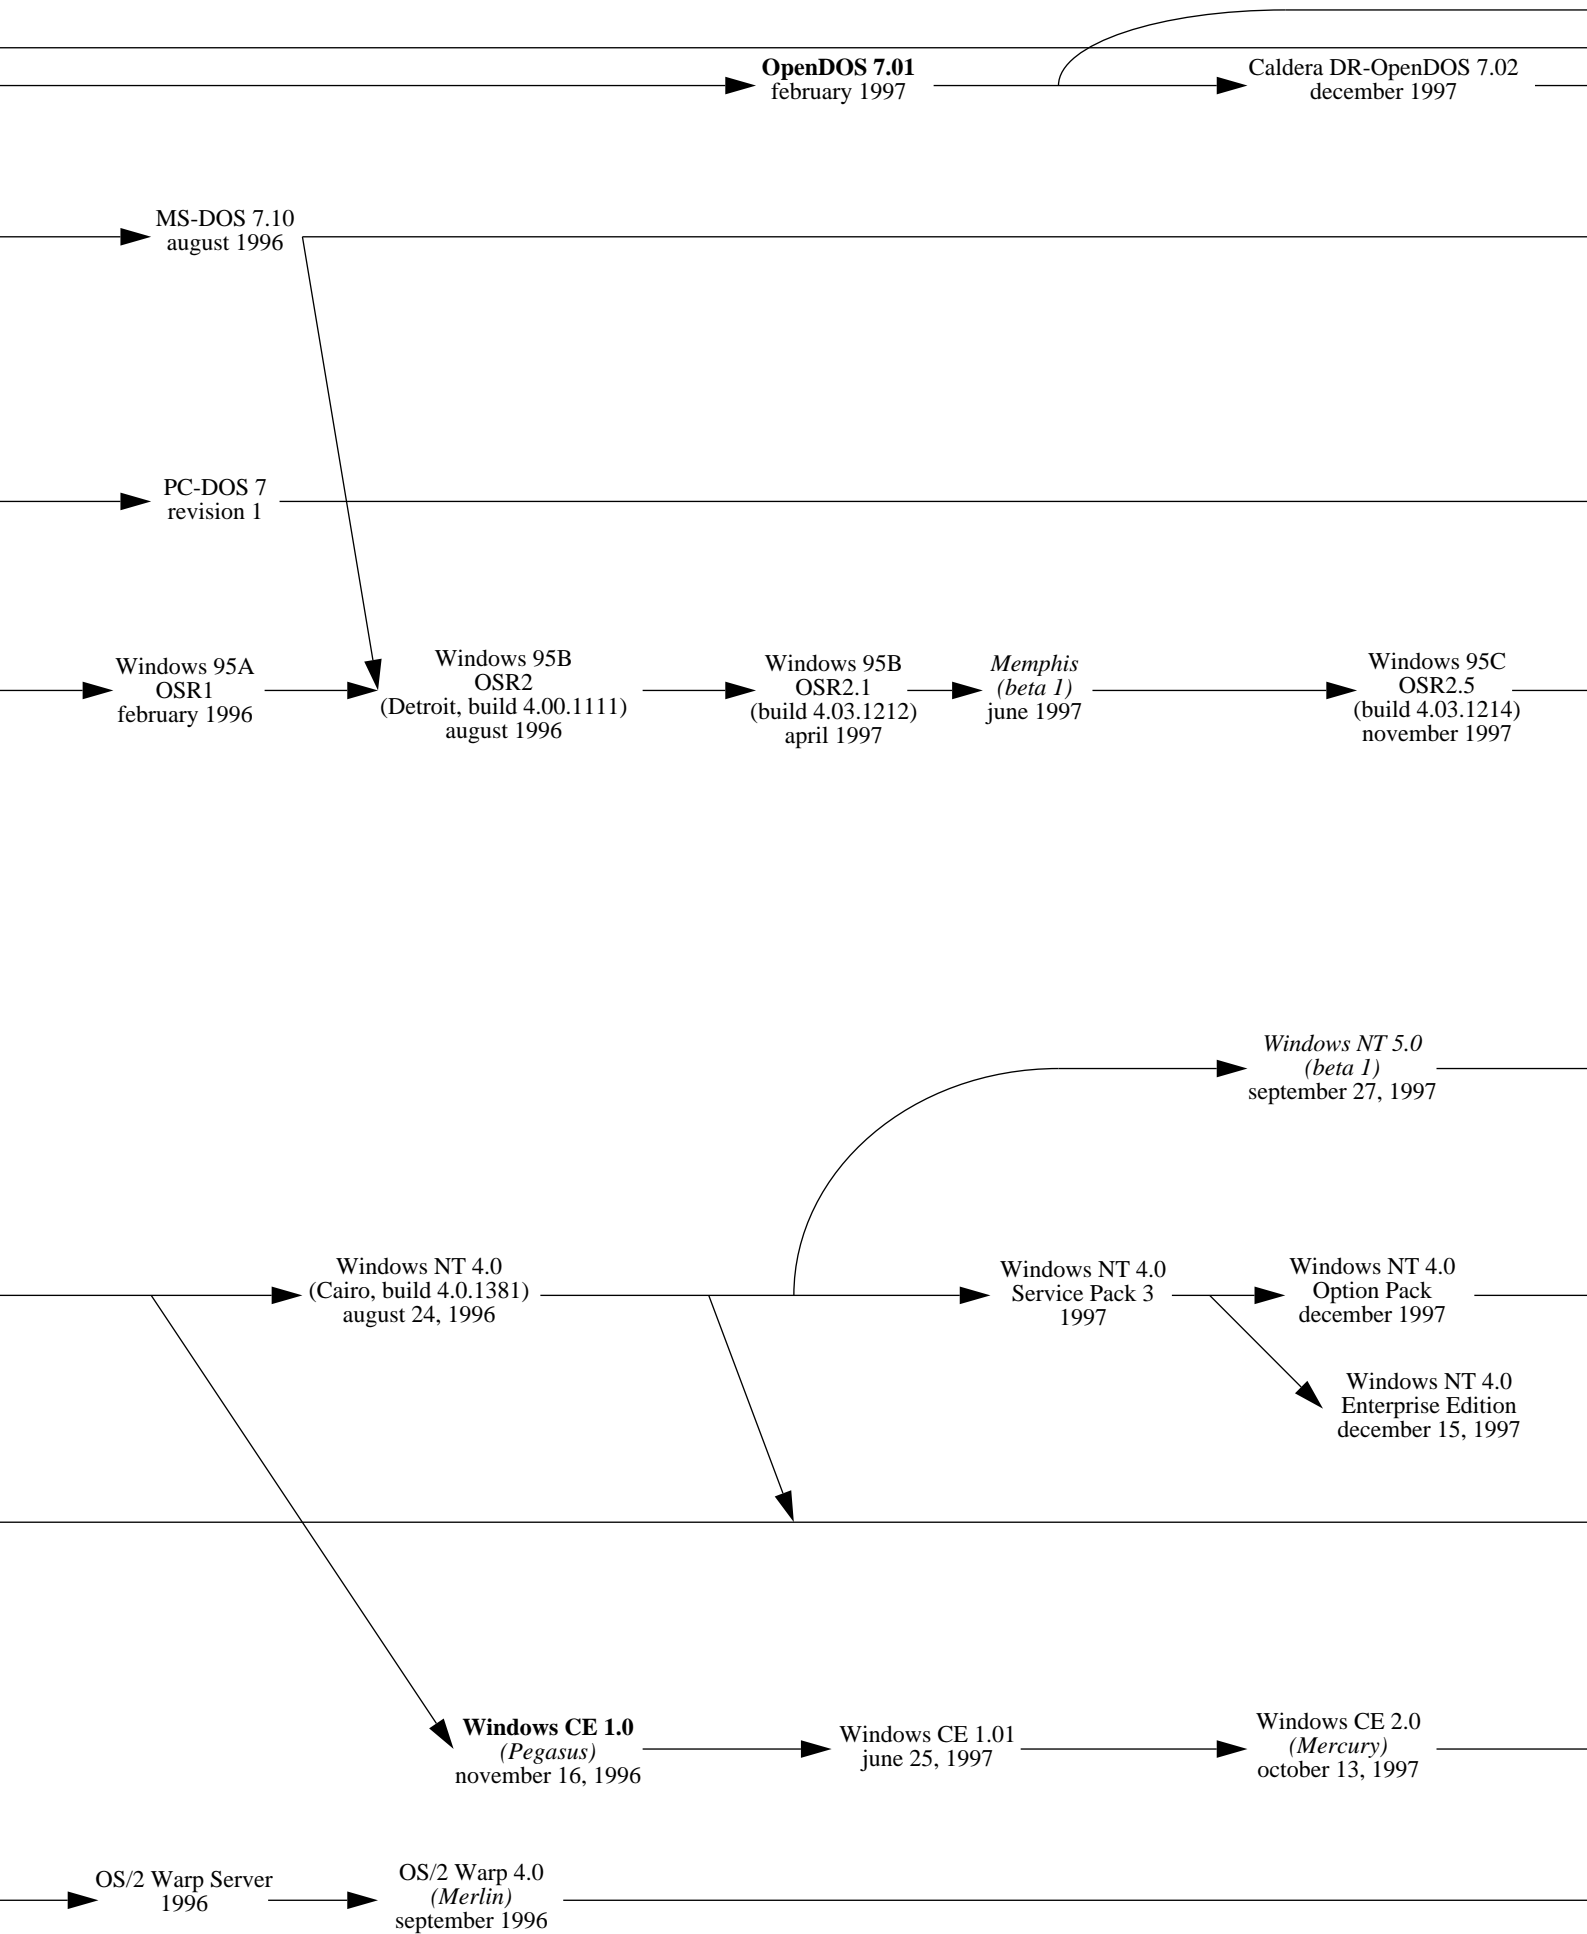 OpenDOS 7.01
february 1997
Caldera DR-OpenDOS 7.02
december 1997
MS-DOS 7.10
august 1996
PC-DOS 7
revision 1
Windows 95A
OSR1
february 1996
Windows 95B
OSR2
(Detroit, build 4.00.1111)
august 1996
Windows 95B
OSR2.1
(build 4.03.1212)
april 1997
Memphis
(beta 1)
june 1997
Windows 95C
OSR2.5
(build 4.03.1214)
november 1997
Windows NT 5.0
(beta 1)
september 27, 1997
Windows NT 4.0
(Cairo, build 4.0.1381)
august 24, 1996
Windows NT 4.0
Service Pack 3
1997
Windows NT 4.0
Option Pack
december 1997
Windows NT 4.0
Enterprise Edition
december 15, 1997
Windows CE 1.0
(Pegasus)
november 16, 1996
Windows CE 1.01
june 25, 1997
Windows CE 2.0
(Mercury)
october 13, 1997
OS/2 Warp Server
1996
OS/2 Warp 4.0
(Merlin)
september 1996